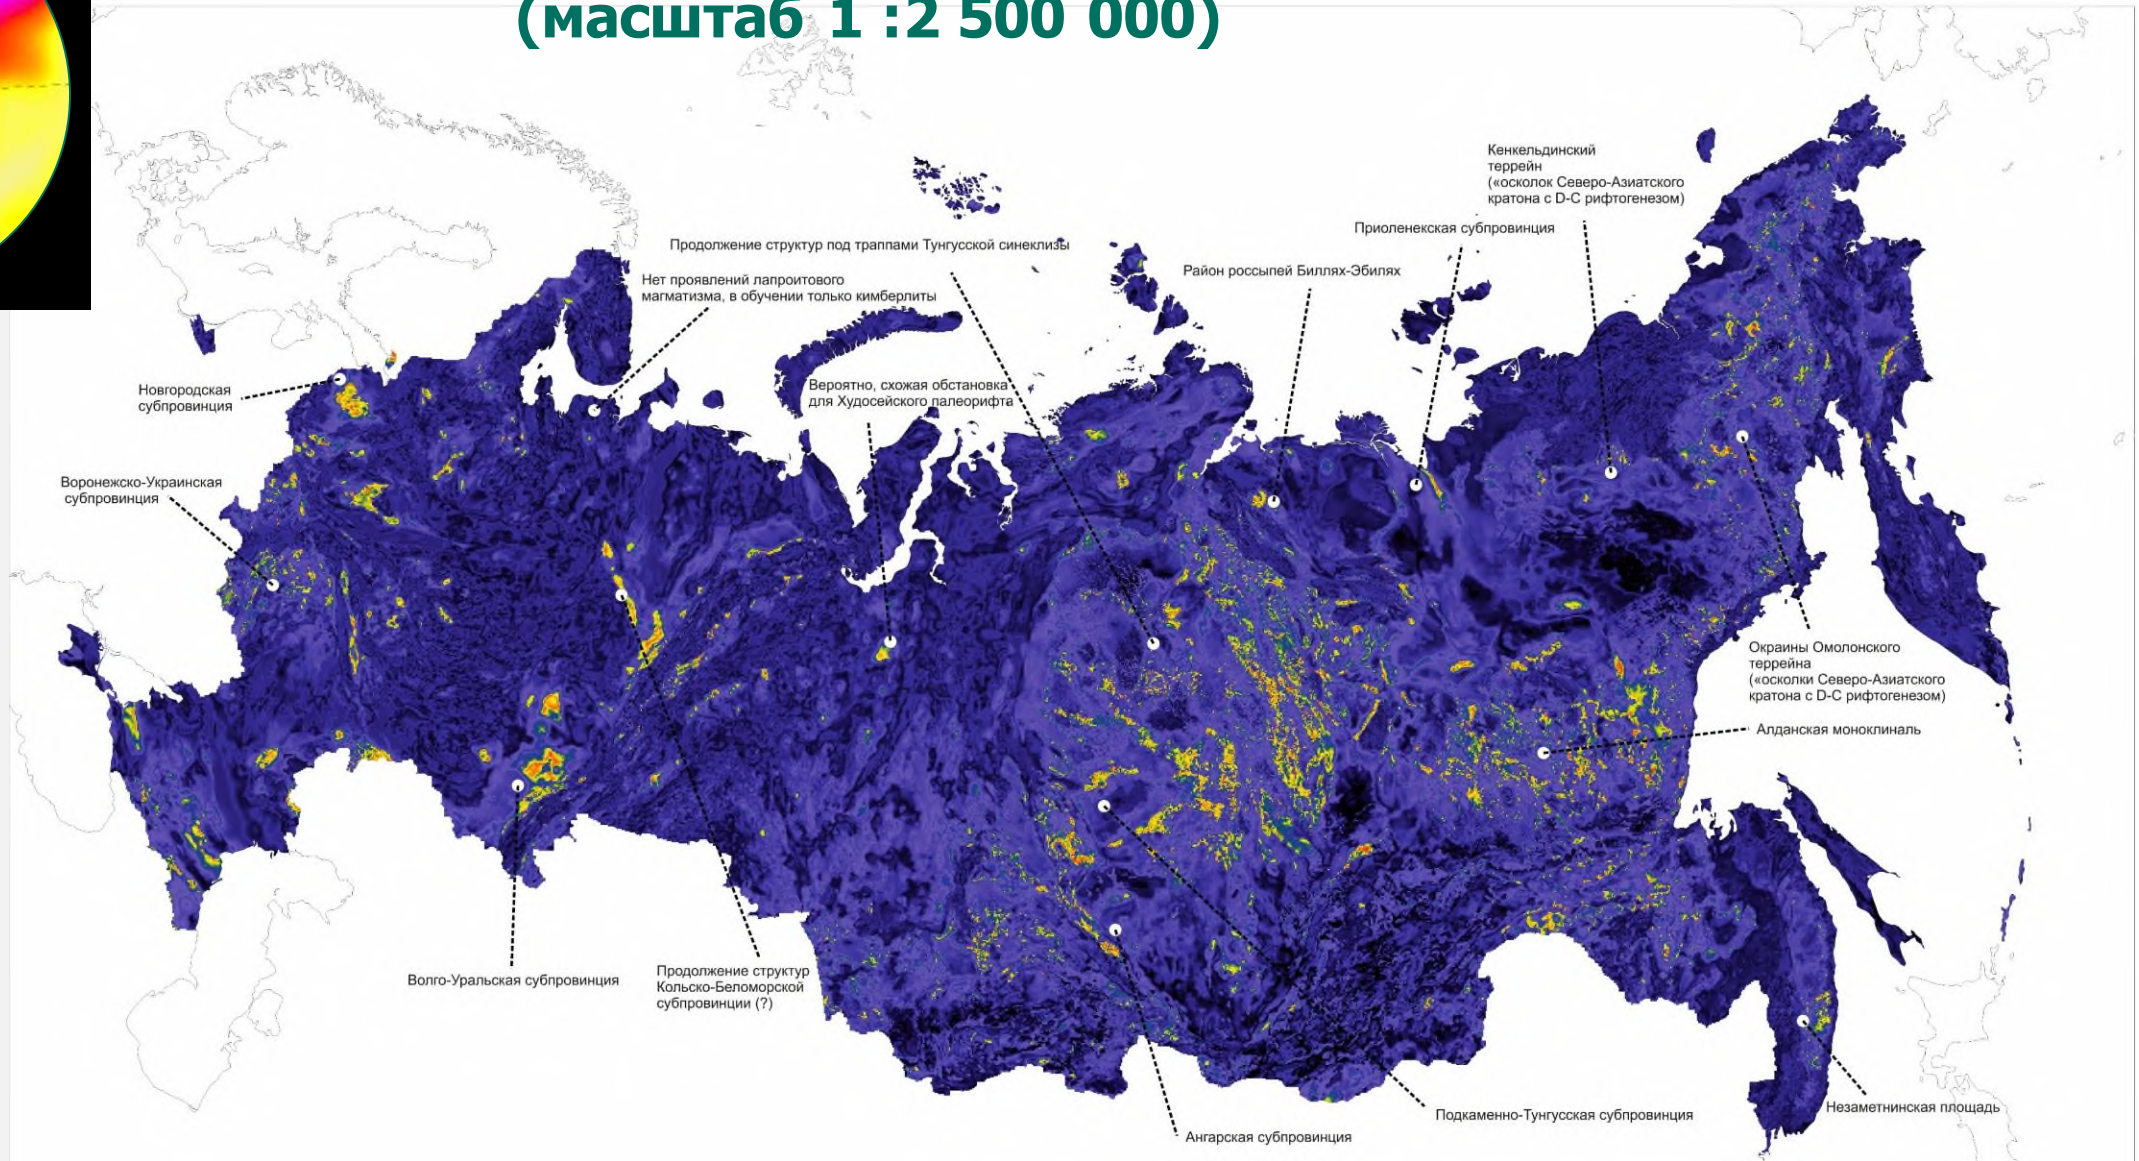 (масштаб 1 :2 500 000)
Кенкельдинский
террейн
(«осколок Северо-Азиатского
кратона с D-C рифтогенезом)
Приоленекская субпровинция
Продолжение структур под траппами Тунгусской синеклизы
Район россыпей Биллях-Эбилях
Нет проявлений лапроитового
магматизма, в обучении только кимберлиты
Вероятно, схожая обстановка
для Худосейского палеорифта
Новгородская
субпровинция
Воронежско-Украинская
субпровинция
Окраины Омолонского
террейна
(«осколки Северо-Азиатского
кратона с D-C рифтогенезом)
Алданская моноклиналь
Волго-Уральская субпровинция
Продолжение структур
Кольско-Беломорской
субпровинции (?)
Незаметнинская площадь
Подкаменно-Тунгусская субпровинция
Ангарская субпровинция